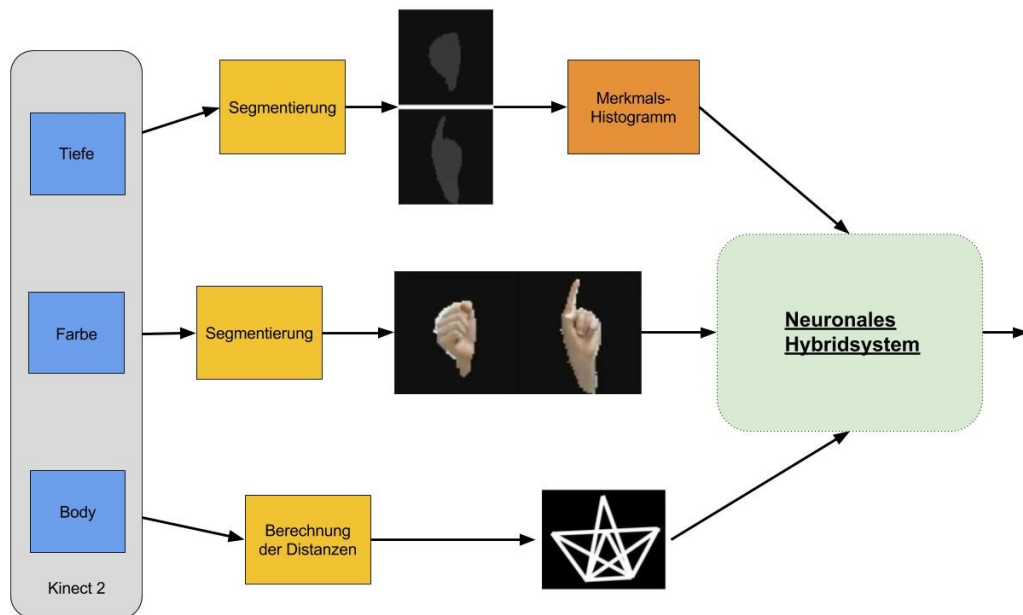 Tiefe
Segmentierung
Merkmals-
Histogramm
Farbe
Segmentierung
Neuronales
Hybridsystem
Body
Berechnung
der Distanzen
Kinect 2